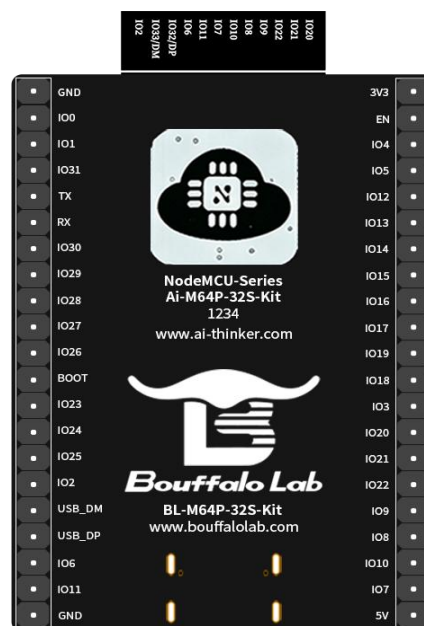 IO2
IO33/DM
IO32/DP
IO6
IO11
IO7
IO10
IO8
IO9
IO22
IO21
IO20
GND
IO0
IO1
IO31
TX
RX
IO30
IO29
IO28
IO27
IO26
BOOT
IO23
IO24
IO25
IO2
USB_DM
USB_DP
IO6
IO11
GND
NodeMCU-Series
Ai-M64P-32S-Kit
1234
www.ai-thinker.com
Bouffalo Lab
BL-M64P-32S-Kit
www.bouffalolab.com
3V3
EN
IO4
IO5
IO12
IO13
IO14
IO15
IO16
IO17
IO19
IO18
IO3
IO20
IO21
IO22
IO9
IO8
IO10
IO7
5V